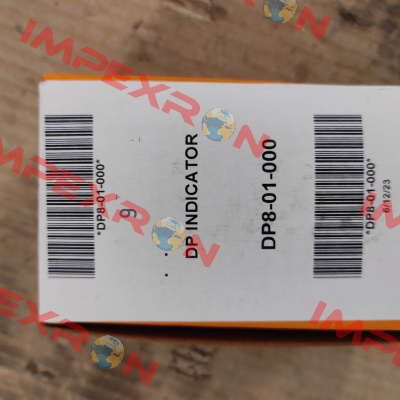 *DP8-01-000*
9
DP INDICATOR
DP8-01-000
*DP8-01-000*
6/12/23
IMPEXRON
IMPEXRON
IMPEXRON
IMPEXRON
IMPEXRON